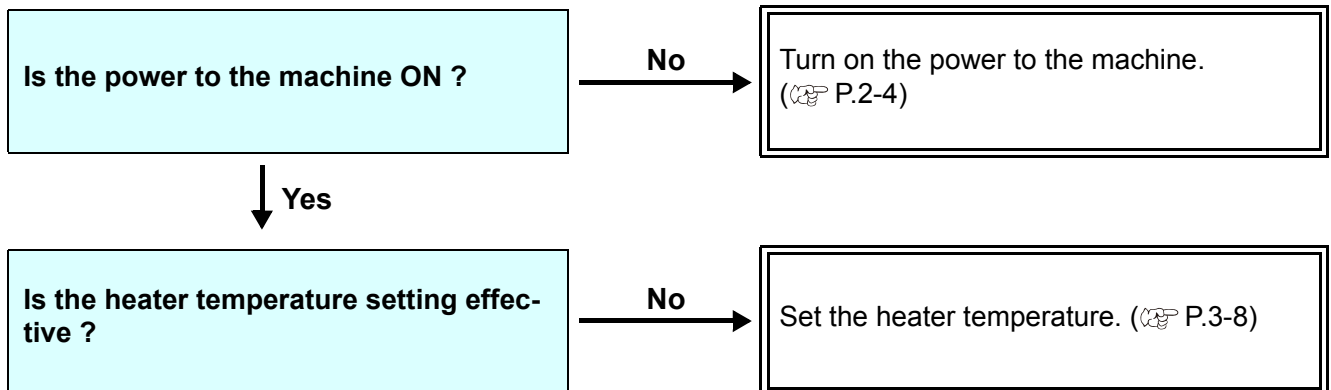 Is the power to the machine ON ?
No
Turn on the power to the machine.
(☞ P.2-4)
Yes
Is the heater temperature setting effec-
tive ?
No
Set the heater temperature. (☞ P.3-8)